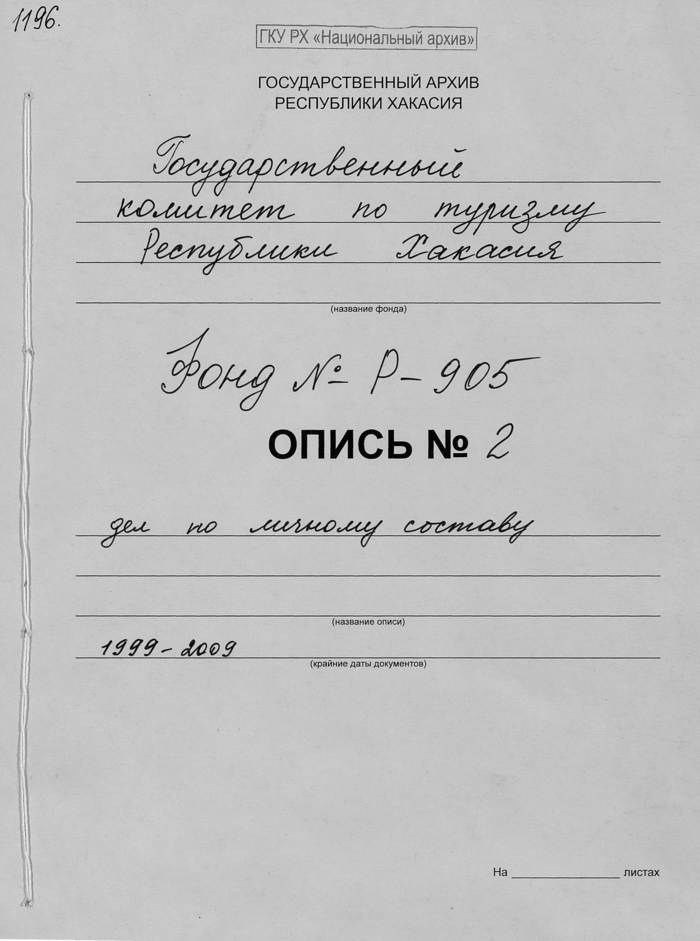 1196.
ГКУ РХ «Национальный архив»
ГОСУДАРСТВЕННЫЙ АРХИВ
РЕСПУБЛИКИ ХАКАСИЯ
Государственный
комитет по туризму
Республики Хакасия
(название фонда)
Фонд № Р-905
ОПИСЬ № 2
дел по личному составу
(название описи)
1999-2009
(крайние даты документов)
На ________________ листах